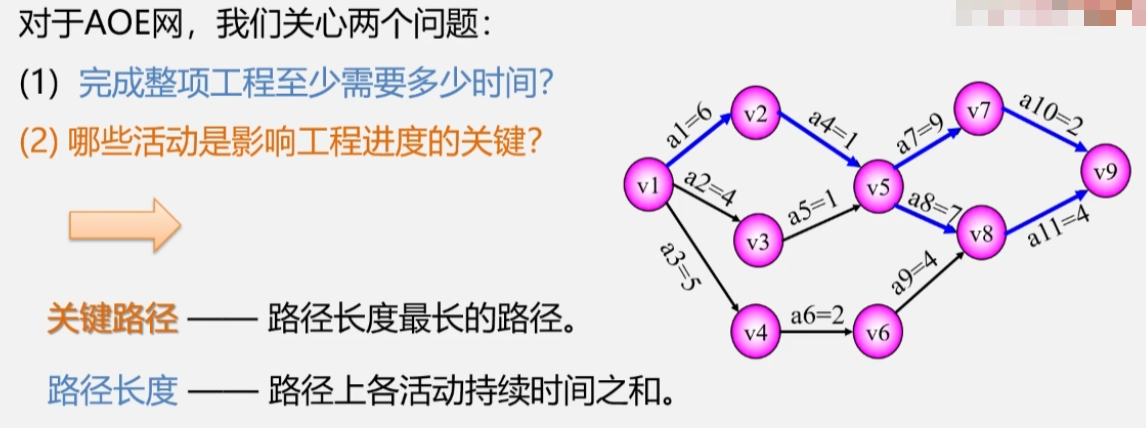 对于AOE网，我们关心两个问题：
(1) 完成整项工程至少需要多少时间？
(2) 哪些活动是影响工程进度的关键？
关键路径 —— 路径长度最长的路径。
路径长度 —— 路径上各活动持续时间之和。
v1
a1=6
v2
a2=4
v3
a3=5
v4
a4=1
a5=1
v5
a6=2
v6
a7=9
v7
a8=7
v8
a9=4
a10=2
a11=4
v9